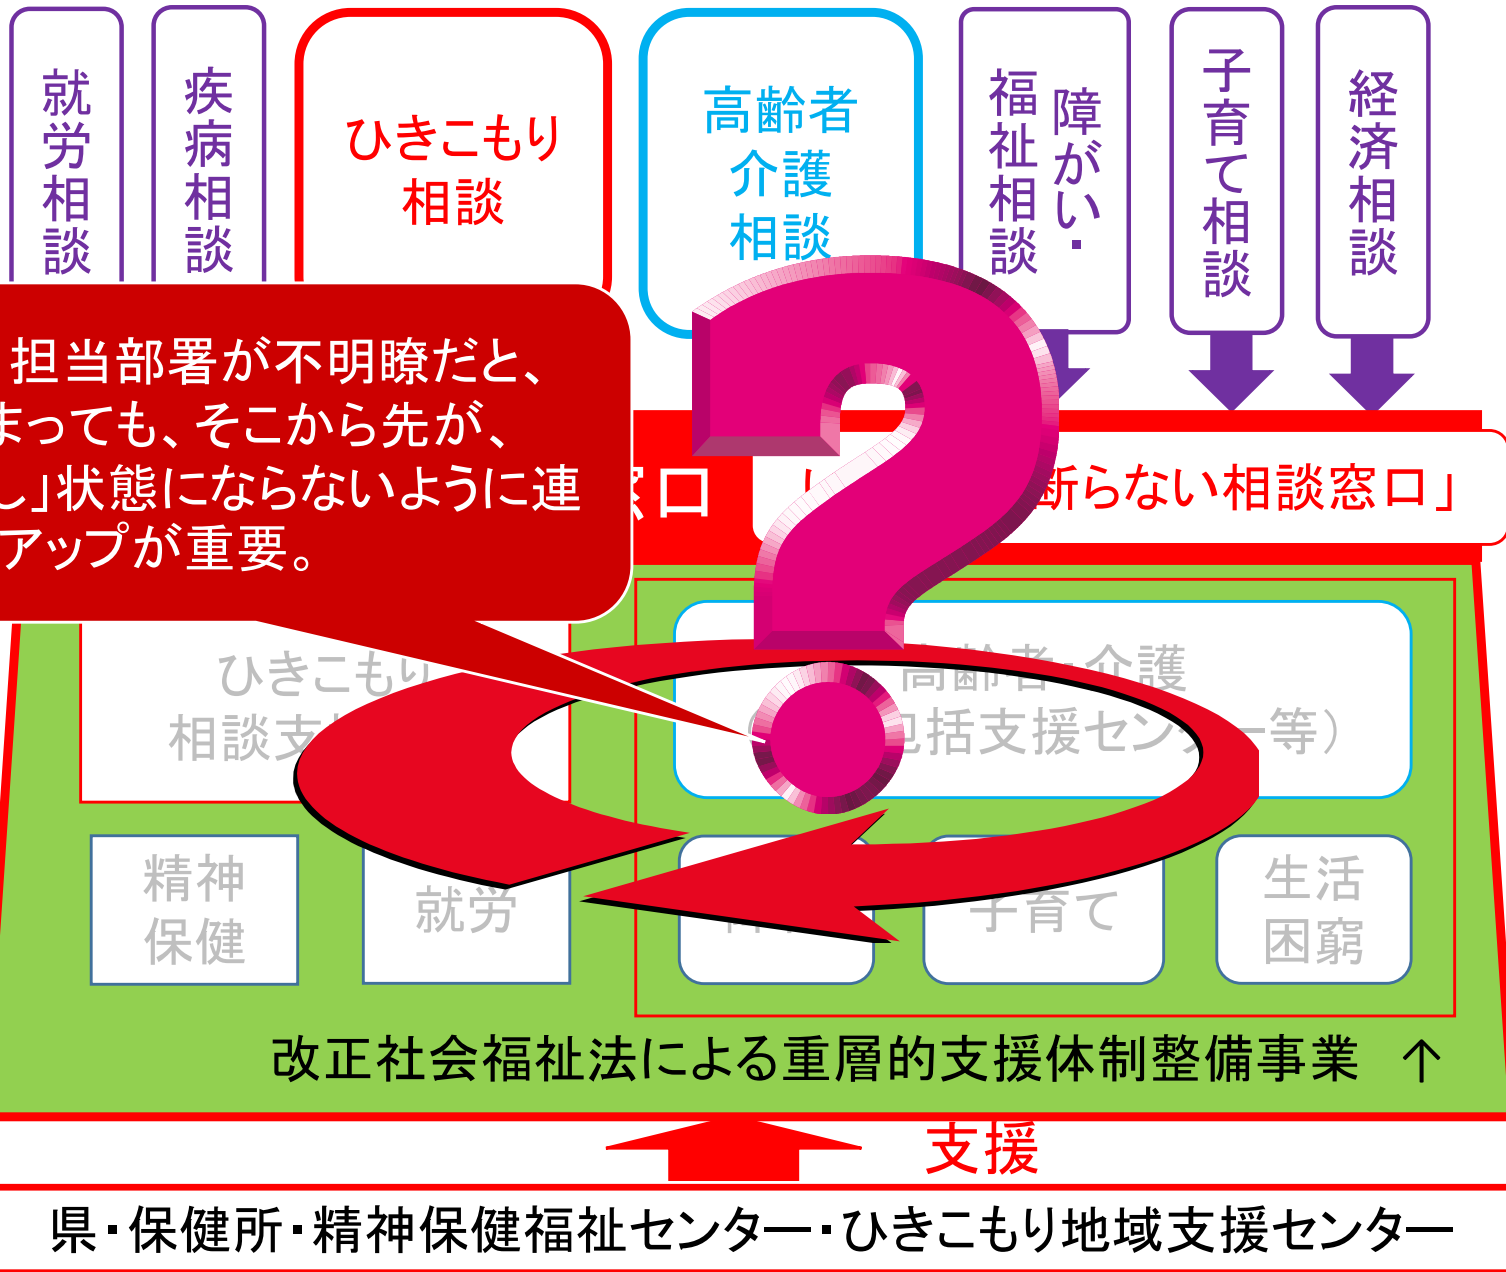 就労相談
疾病相談
ひきこもり
相談
高齢者
介護
相談
障がい・
福祉相談
子育て相談
経済相談
担当部署が不明瞭だと、
まっても、そこから先が、
し」状態にならないように連
アップが重要。
窓口
断らない相談窓口」
ひきこもり
相談支
高齢者・介護
包括支援センター等）
精神
保健
就労
子育て
生活
困窮
改正社会福祉法による重層的支援体制整備事業 ↑
支援
県・保健所・精神保健福祉センター・ひきこもり地域支援センター